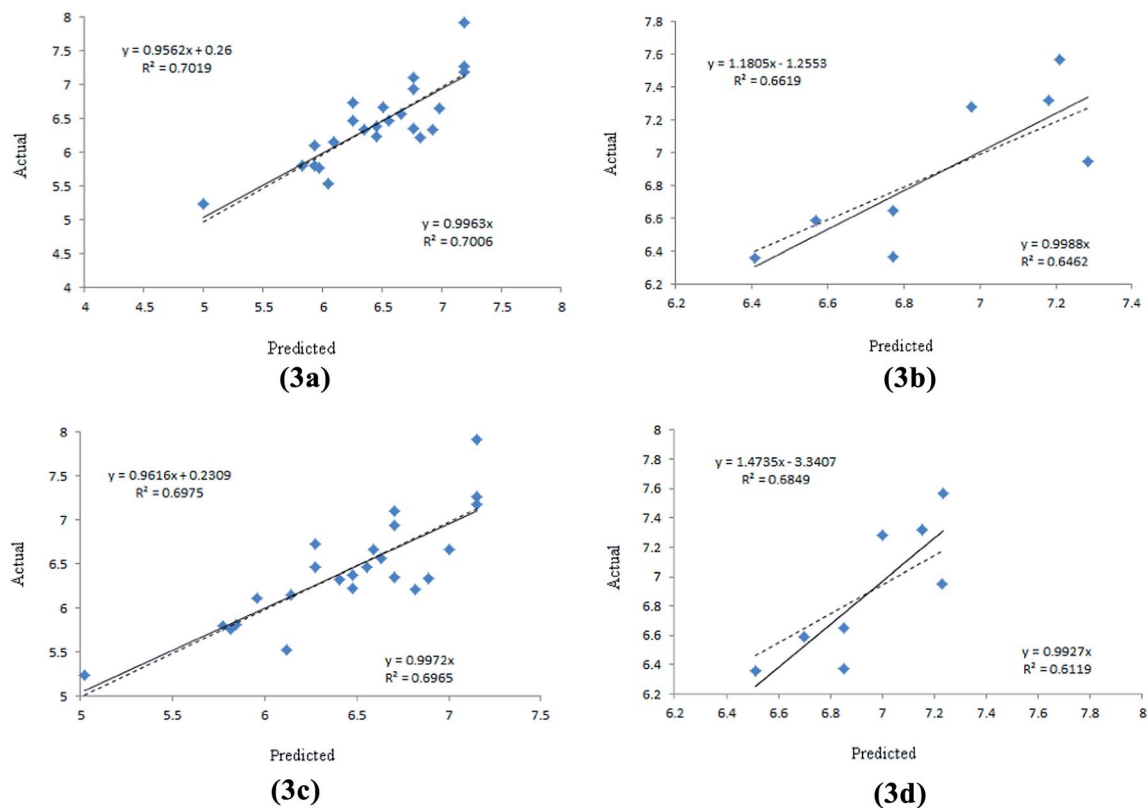 8
7.5
7
6.5
6
5.5
5
4.5
4
y = 0.9562x + 0.26
R² = 0.7019
y = 0.9963x
R² = 0.7006
Actual
4 4.5 5 5.5 6 6.5 7 7.5 8
Predicted
(3a)
7.8
7.6
7.4
7.2
7
6.8
6.6
6.4
6.2
y = 1.1805x - 1.2553
R² = 0.6619
y = 0.9988x
R² = 0.6462
Actual
6.2 6.4 6.6 6.8 7 7.2 7.4
Predicted
(3b)
8
7.5
7
6.5
6
5.5
5
y = 0.9616x + 0.2309
R² = 0.6975
y = 0.9972x
R² = 0.6965
Actual
5 5.5 6 6.5 7 7.5
Predicted
(3c)
8
7.8
7.6
7.4
7.2
7
6.8
6.6
6.4
6.2
y = 1.4735x - 3.3407
R² = 0.6849
y = 0.9927x
R² = 0.6119
Actual
6.2 6.4 6.6 6.8 7 7.2 7.4 7.6 7.8 8
Predicted
(3d)